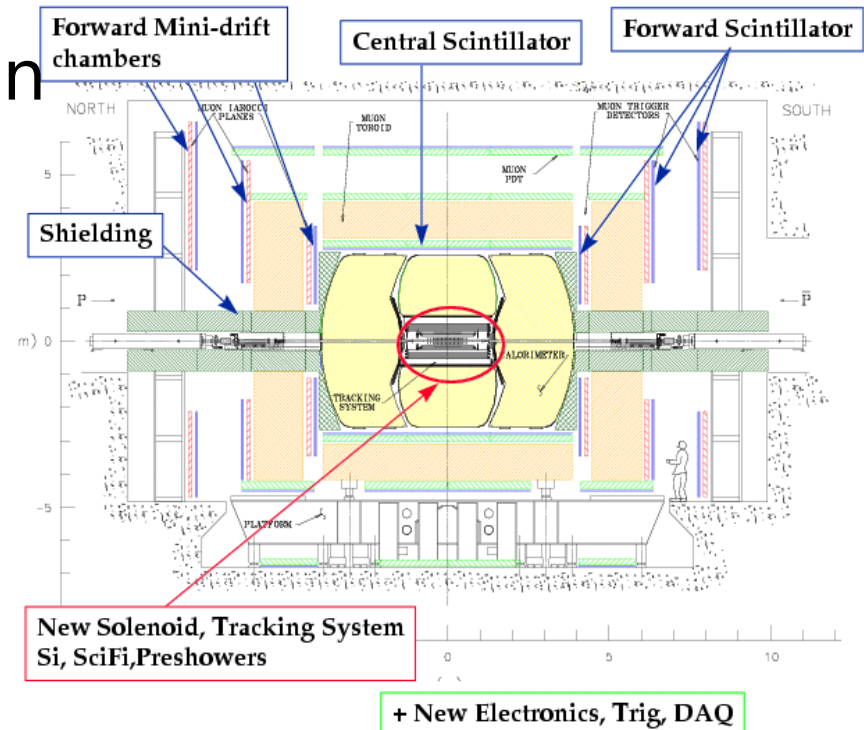 Forward Mini-drift
chambers
Central Scintillator
Forward Scintillator
n
NORTH
SOUTH
MUON IAROCCI
PLANES
MUON
TOROID
MUON TRIGGER
DETECTORS
5
MUON
PDT
Shielding
P
P̅
m) 0
CALORIMETER
TRACKING
SYSTEM
-5
PLATFORM
New Solenoid, Tracking System
Si, SciFi,Preshowers
0
5
10
+ New Electronics, Trig, DAQ